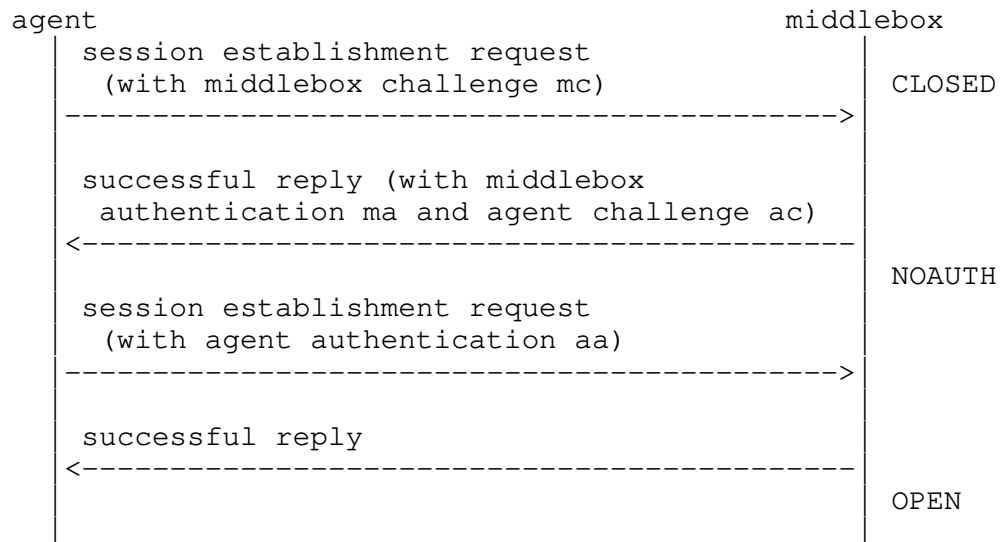 agent middlebox
session establishment request
(with middlebox challenge mc) CLOSED
successful reply (with middlebox
authentication ma and agent challenge ac)
NOAUTH
session establishment request
(with agent authentication aa)
successful reply
OPEN